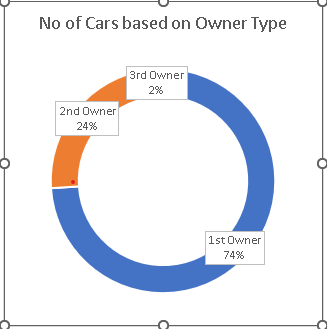 No of Cars based on Owner Type
3rd Owner
2%
2nd Owner
24%
1st Owner
74%